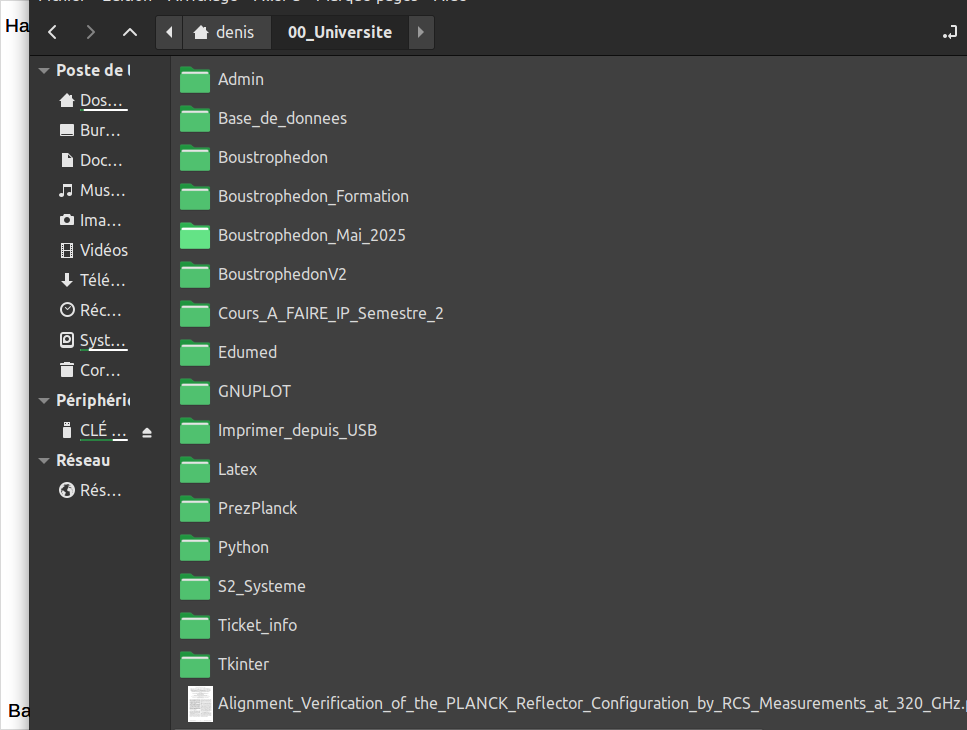 Ha
denis
00_Universite
Poste de t
Dos...
Bur...
Doc...
Mus...
Ima...
Vidéos
Télé...
Réc...
Syst...
Cor...
Périphéri
CLÉ ...
Réseau
Rés...
Admin
Base_de_donnees
Boustrophedon
Boustrophedon_Formation
Boustrophedon_Mai_2025
BoustrophedonV2
Cours_A_FAIRE_IP_Semestre_2
Edumed
GNUPLOT
Imprimer_depuis_USB
Latex
PrezPlanck
Python
S2_Systeme
Ticket_info
Tkinter
Alignment_Verification_of_the_PLANCK_Reflector_Configuration_by_RCS_Measurements_at_320_GHz.p
Ba